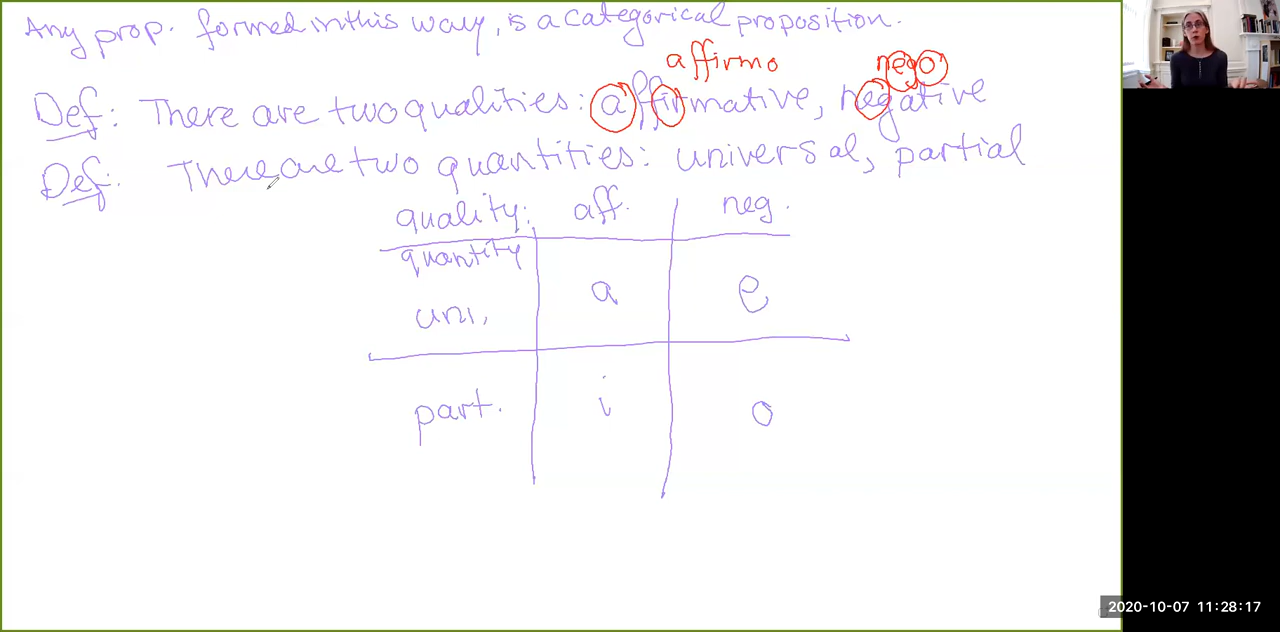 Any prop. formed in this way, is a categorical proposition.
affirmo nego
Def: There are two qualities: affirmative, negative
Def: There are two quantities: universal, partial
quality: aff. neg.
quantity
uni. a e
part. i o
2020-10-07 11:28:17